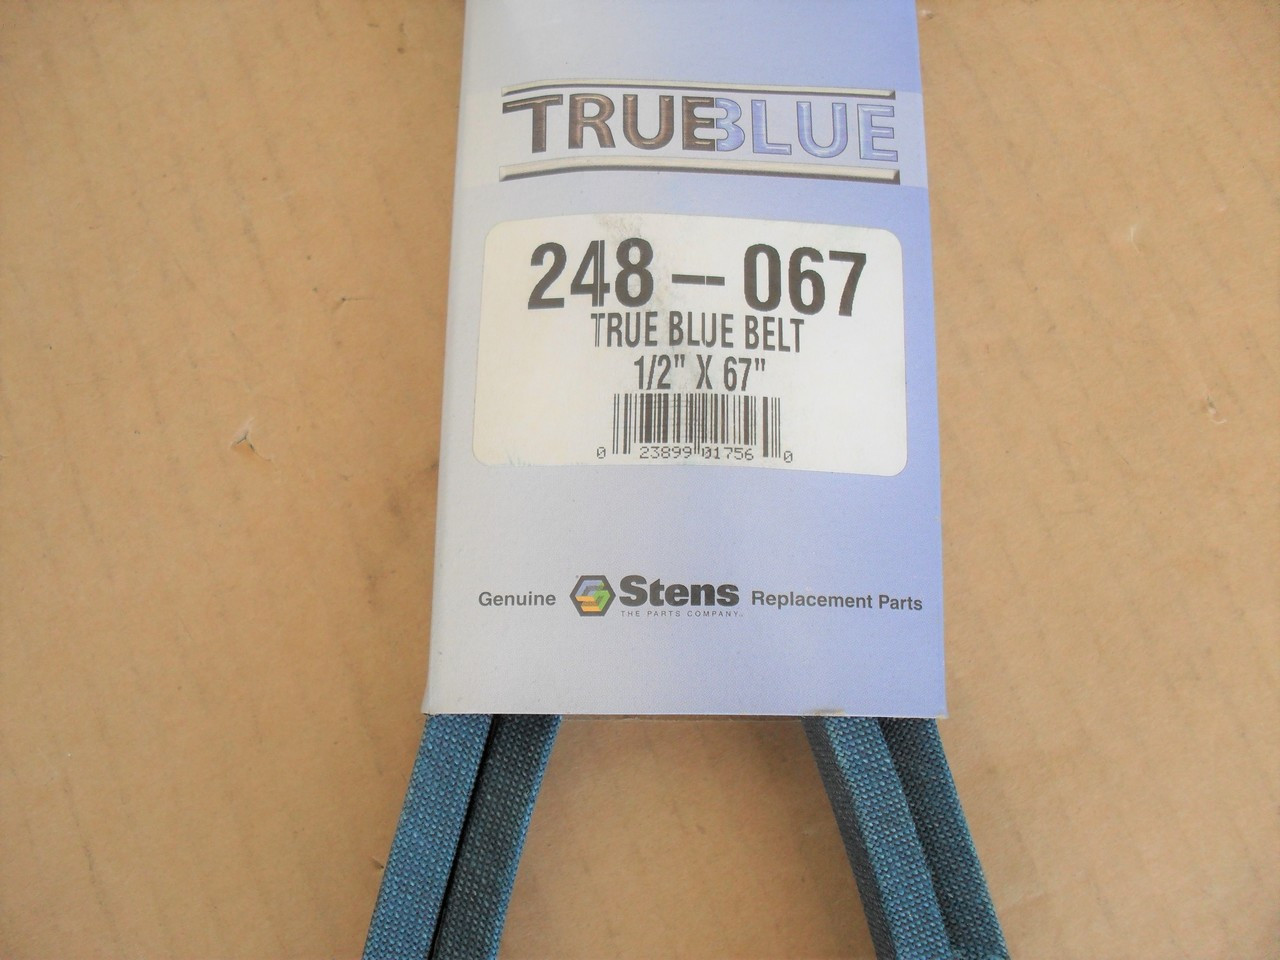 TRUEBLUE
248-067
TRUE BLUE BELT
1/2" X 67"
0 23899 01756 0
Genuine Stens Replacement Parts
THE PARTS COMPANY